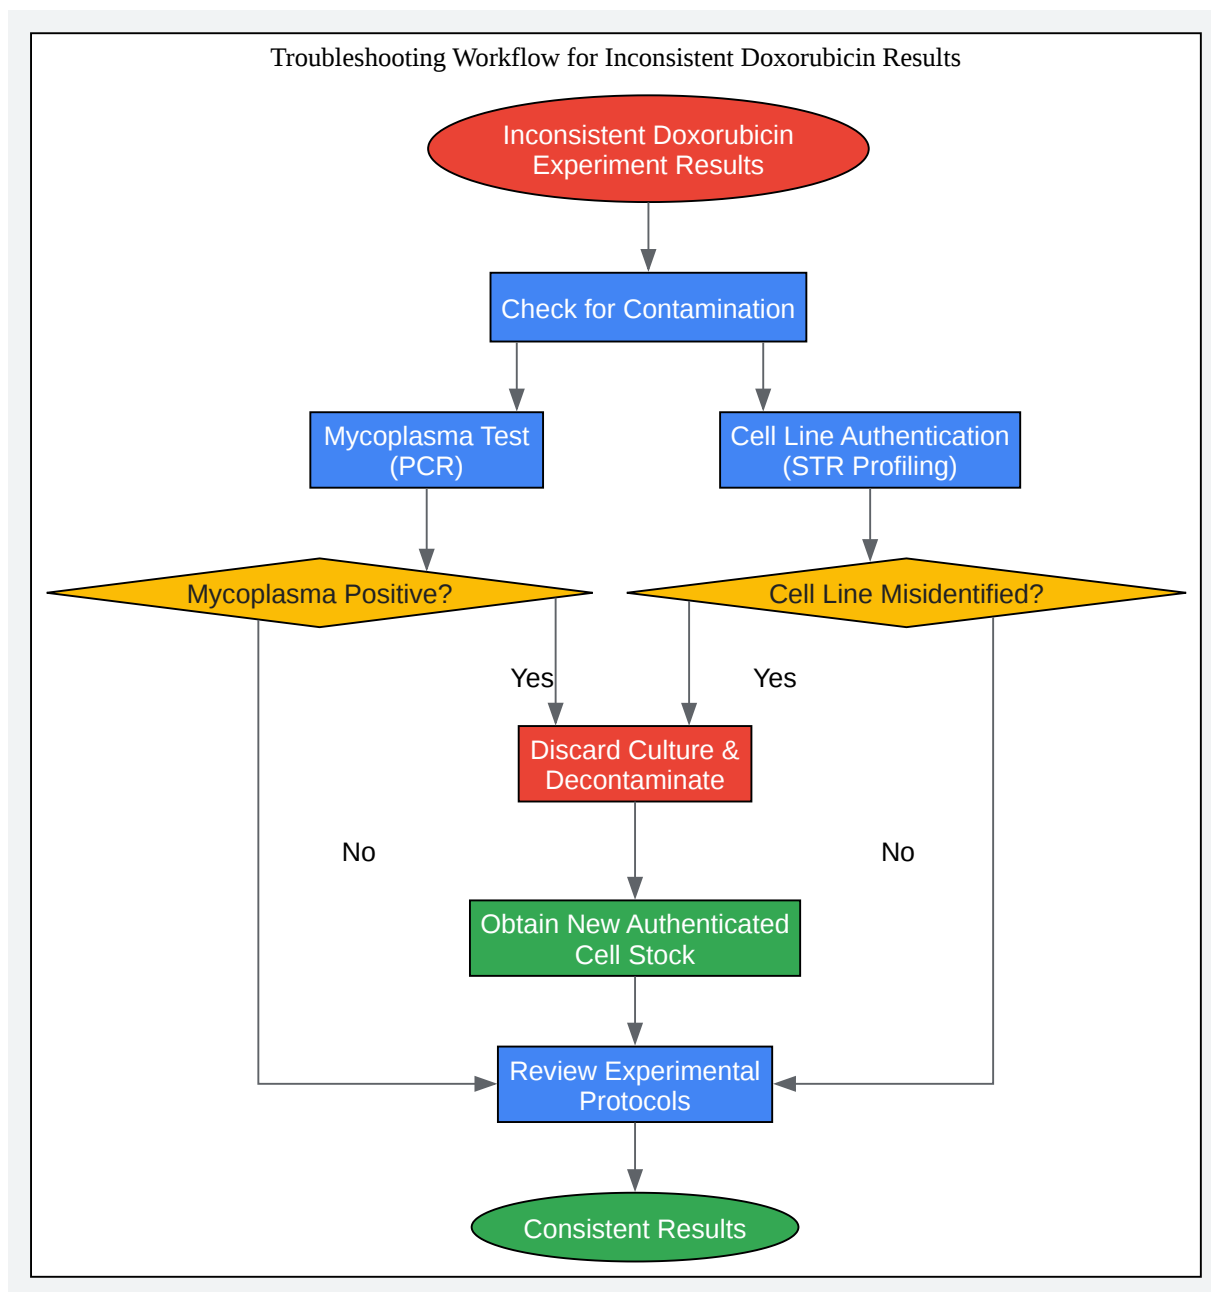 Troubleshooting Workflow for Inconsistent Doxorubicin Results
Inconsistent Doxorubicin
Experiment Results
Check for Contamination
Mycoplasma Test
(PCR)
Cell Line Authentication
(STR Profiling)
Mycoplasma Positive?
Cell Line Misidentified?
Yes
Yes
Discard Culture &
Decontaminate
No
No
Obtain New Authenticated
Cell Stock
Review Experimental
Protocols
Consistent Results